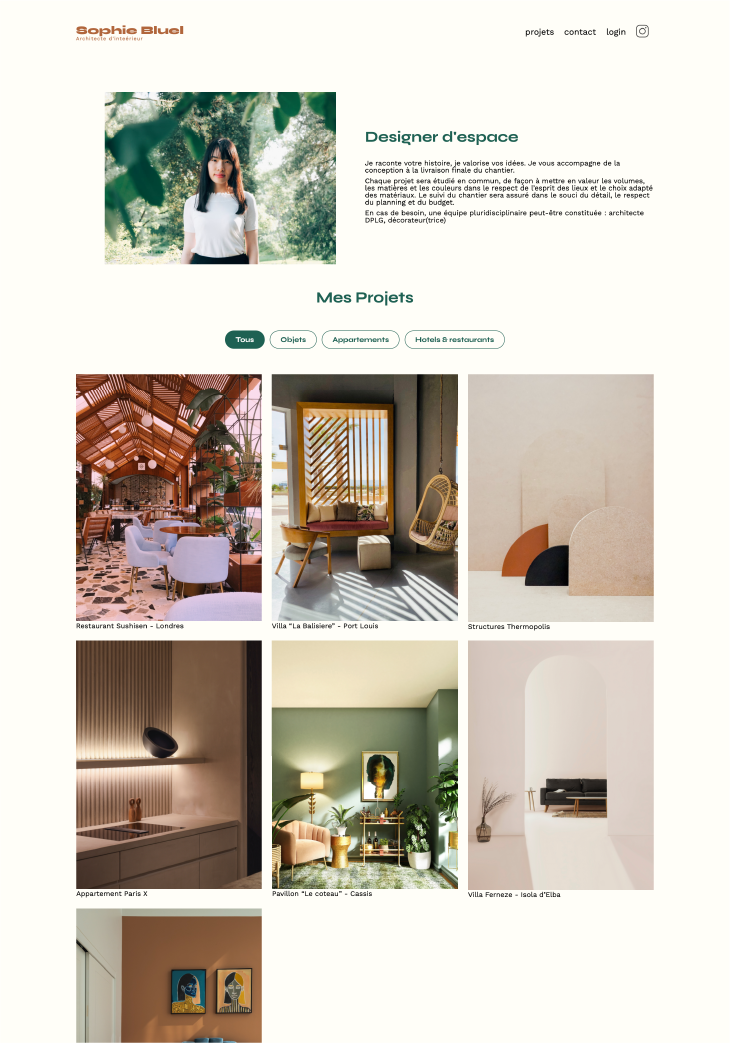 Sophie Bluel
Architecte d'intéérieur
projets contact login
Designer d'espace
Je raconte votre histoire, je valorise vos idées. Je vous accompagne de la
conception à la livraison finale du chantier.
Chaque projet sera étudié en commun, de façon à mettre en valeur les volumes,
les matières et les couleurs dans le respect de l'esprit des lieux et le choix adapté
des matériaux. Le suivi du chantier sera assuré dans le souci du détail, le respect
du planning et du budget.
En cas de besoin, une équipe pluridisciplinaire peut-être constituée : architecte
DPLG, décorateur(trice)
Mes Projets
Tous Objets Appartements Hotels & restaurants
Restaurant Sushisen - Londres
Villa “La Balisiere” - Port Louis
Structures Thermopolis
Appartement Paris X
Pavillon “Le coteau” - Cassis
Villa Ferneze - Isola d’Elba